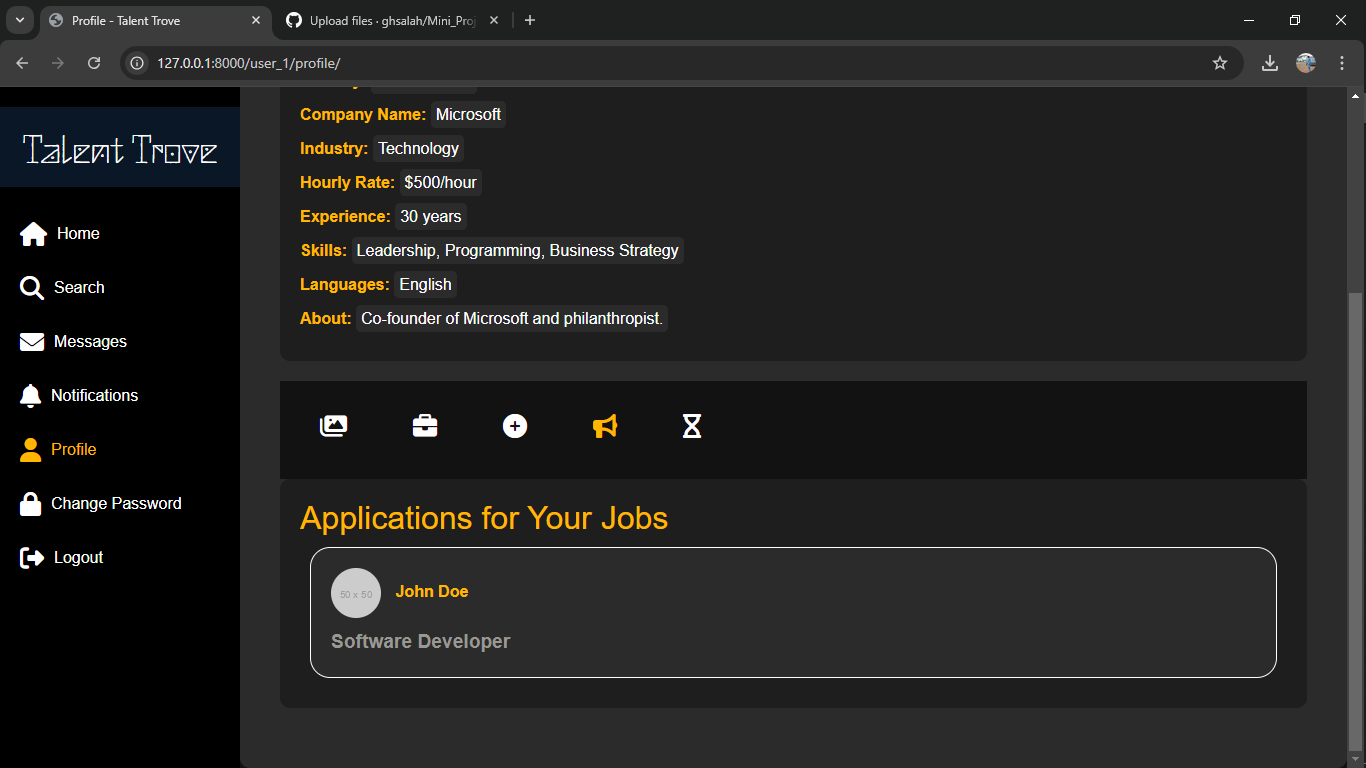 Profile - Talent Trove
Upload files · ghsalah/Mini_Proj
127.0.0.1:8000/user_1/profile/
Talent Trove
Home
Search
Messages
Notifications
Profile
Change Password
Logout
Company Name: Microsoft
Industry: Technology
Hourly Rate: $500/hour
Experience: 30 years
Skills: Leadership, Programming, Business Strategy
Languages: English
About: Co-founder of Microsoft and philanthropist.
Applications for Your Jobs
50 x 50
John Doe
Software Developer